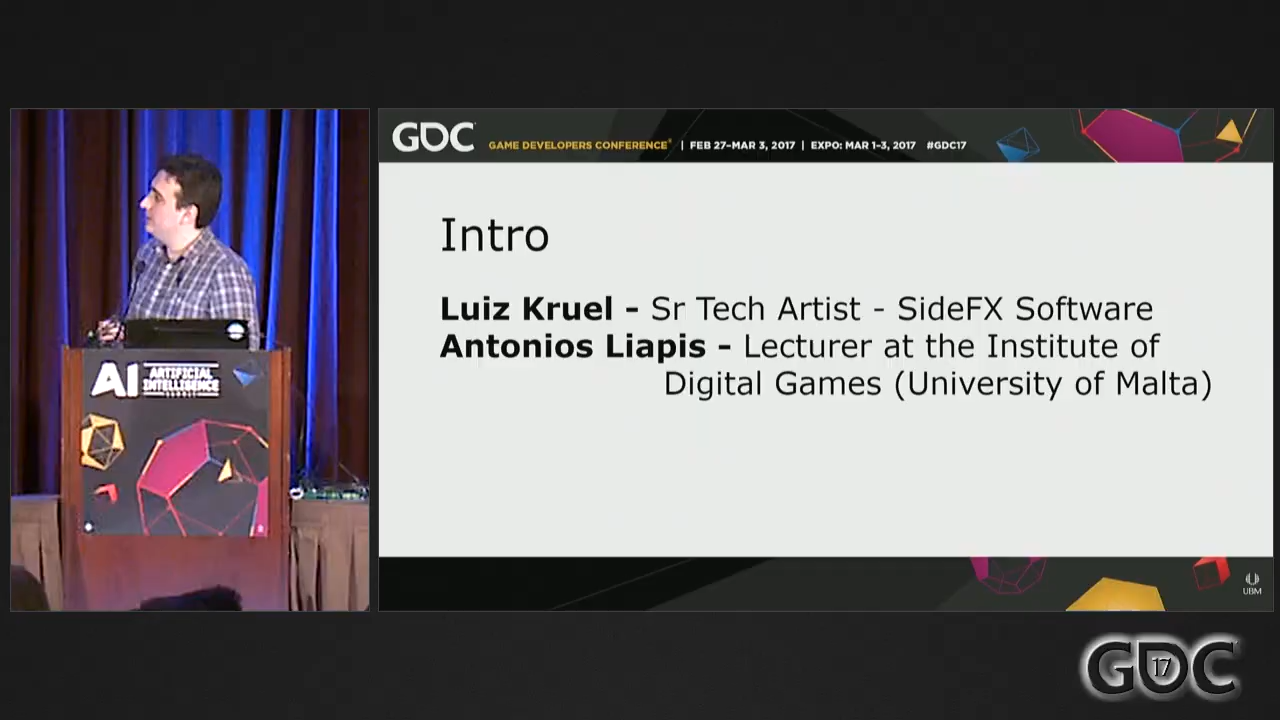 GDC
GAME DEVELOPERS CONFERENCE® | FEB 27–MAR 3, 2017 | EXPO: MAR 1–3, 2017 #GDC17
Intro
Luiz Kruel - Sr Tech Artist - SideFX Software
Antonios Liapis - Lecturer at the Institute of
Digital Games (University of Malta)
AI ARTIFICIAL
INTELLIGENCE
UBM
GDC 17